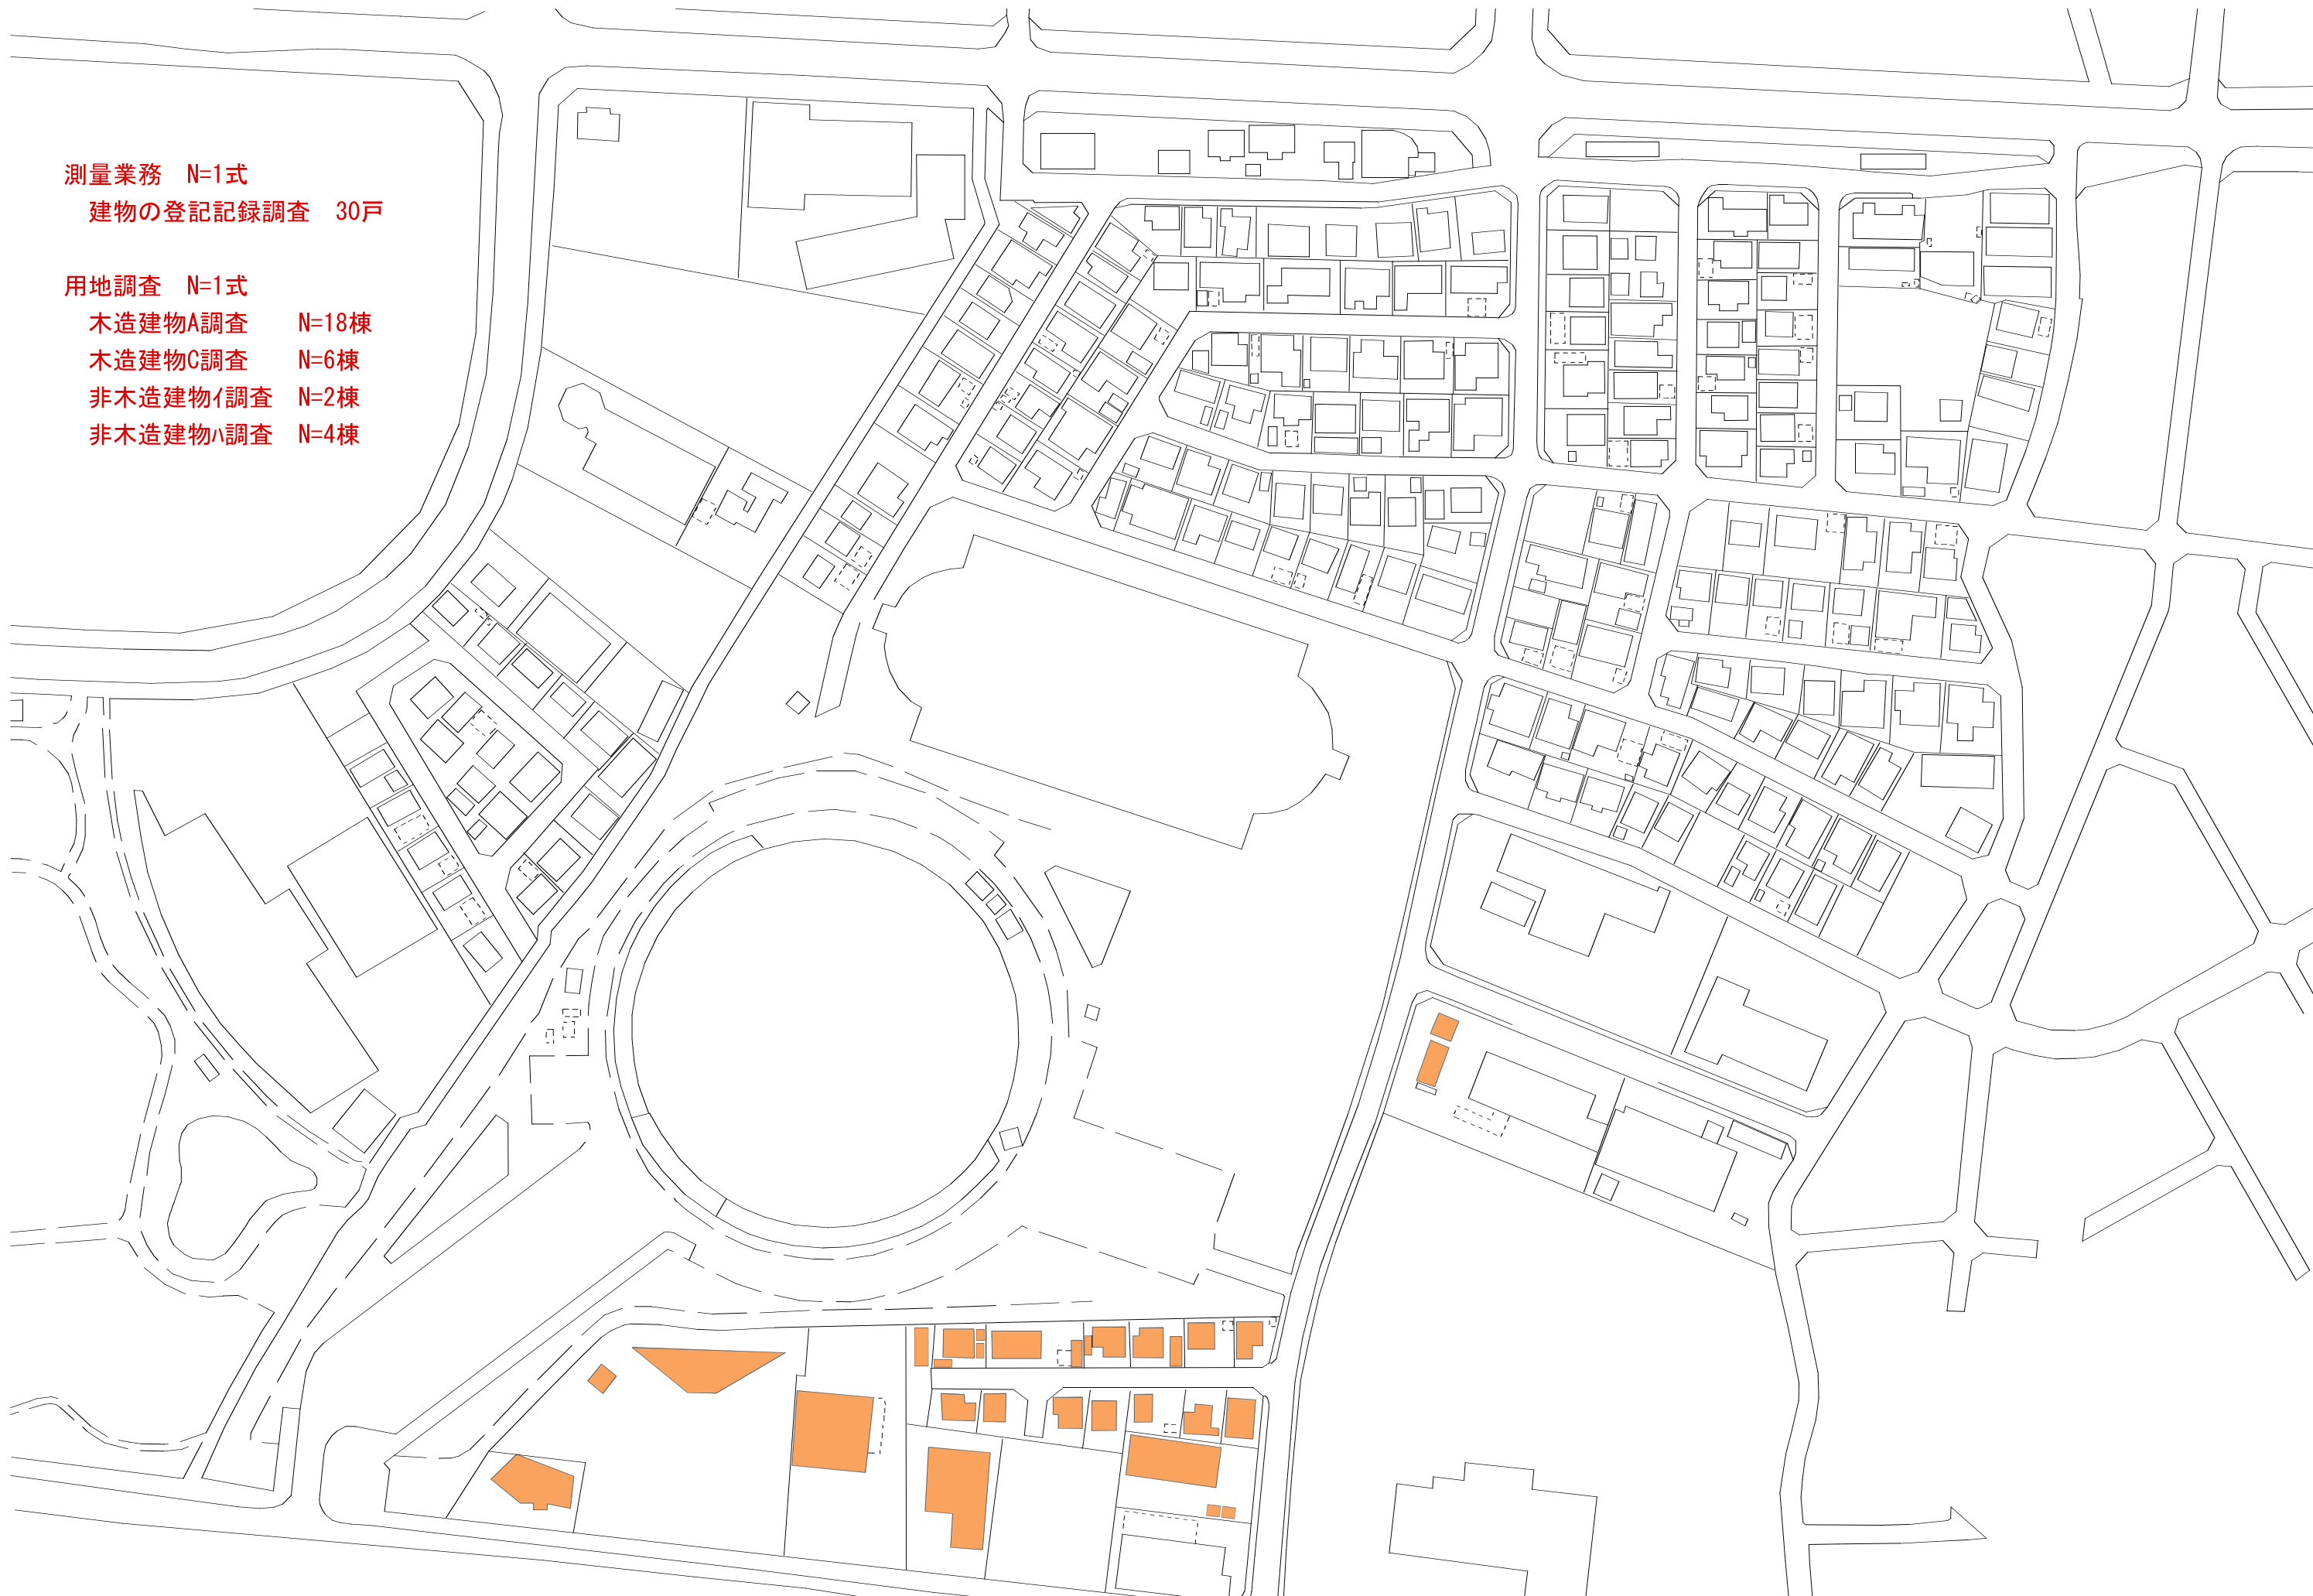 測量業務　N=1式
建物の登記記録調査　30戸
用地調査　N=1式
木造建物A調査　N=18棟
木造建物C調査　N=6棟
非木造建物ｲ調査　N=2棟
非木造建物ﾊ調査　N=4棟